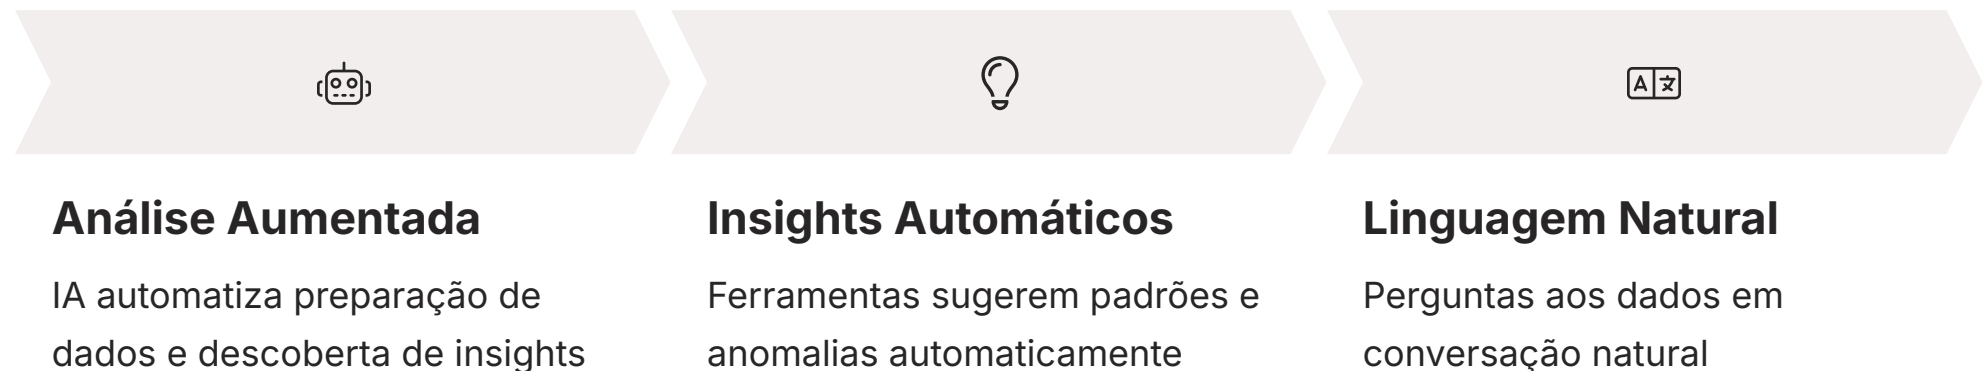 A 文
Análise Aumentada
IA automatiza preparação de
dados e descoberta de insights
Insights Automáticos
Ferramentas sugerem padrões e
anomalias automaticamente
Linguagem Natural
Perguntas aos dados em
conversação natural